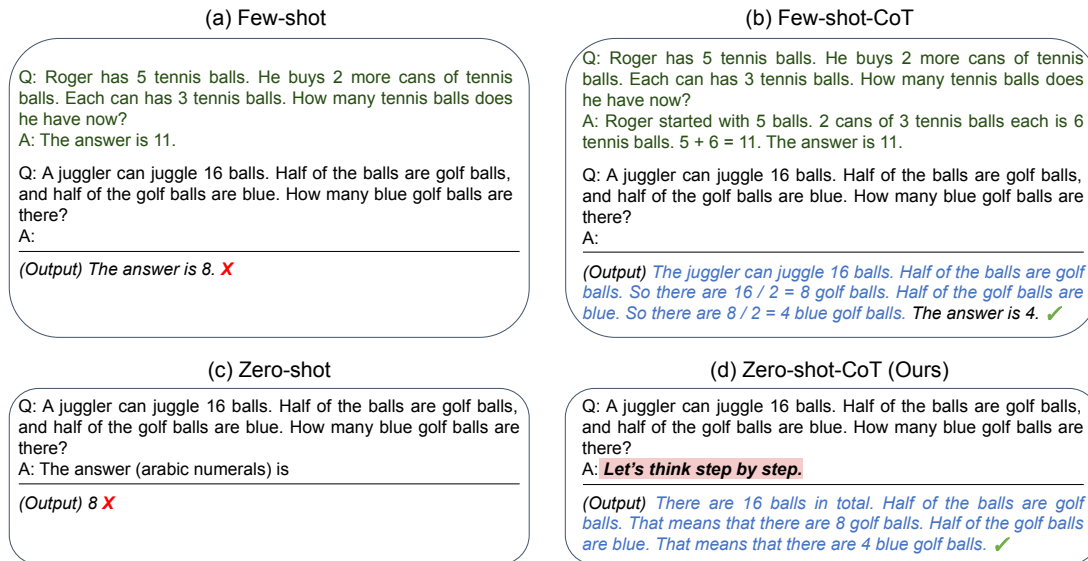 (a) Few-shot
Q: Roger has 5 tennis balls. He buys 2 more cans of tennis
balls. Each can has 3 tennis balls. How many tennis balls does
he have now?
A: The answer is 11.
Q: A juggler can juggle 16 balls. Half of the balls are golf balls,
and half of the golf balls are blue. How many blue golf balls are
there?
A:
(Output) The answer is 8. X
(b) Few-shot-CoT
Q: Roger has 5 tennis balls. He buys 2 more cans of tennis
balls. Each can has 3 tennis balls. How many tennis balls does
he have now?
A: Roger started with 5 balls. 2 cans of 3 tennis balls each is 6
tennis balls. 5 + 6 = 11. The answer is 11.
Q: A juggler can juggle 16 balls. Half of the balls are golf balls,
and half of the golf balls are blue. How many blue golf balls are
there?
A:
(Output) The juggler can juggle 16 balls. Half of the balls are golf
balls. So there are 16 / 2 = 8 golf balls. Half of the golf balls are
blue. So there are 8 / 2 = 4 blue golf balls. The answer is 4. ✓
(c) Zero-shot
Q: A juggler can juggle 16 balls. Half of the balls are golf balls,
and half of the golf balls are blue. How many blue golf balls are
there?
A: The answer (arabic numerals) is
(Output) 8 X
(d) Zero-shot-CoT (Ours)
Q: A juggler can juggle 16 balls. Half of the balls are golf balls,
and half of the golf balls are blue. How many blue golf balls are
there?
A: Let's think step by step.
(Output) There are 16 balls in total. Half of the balls are golf
balls. That means that there are 8 golf balls. Half of the golf balls
are blue. That means that there are 4 blue golf balls. ✓